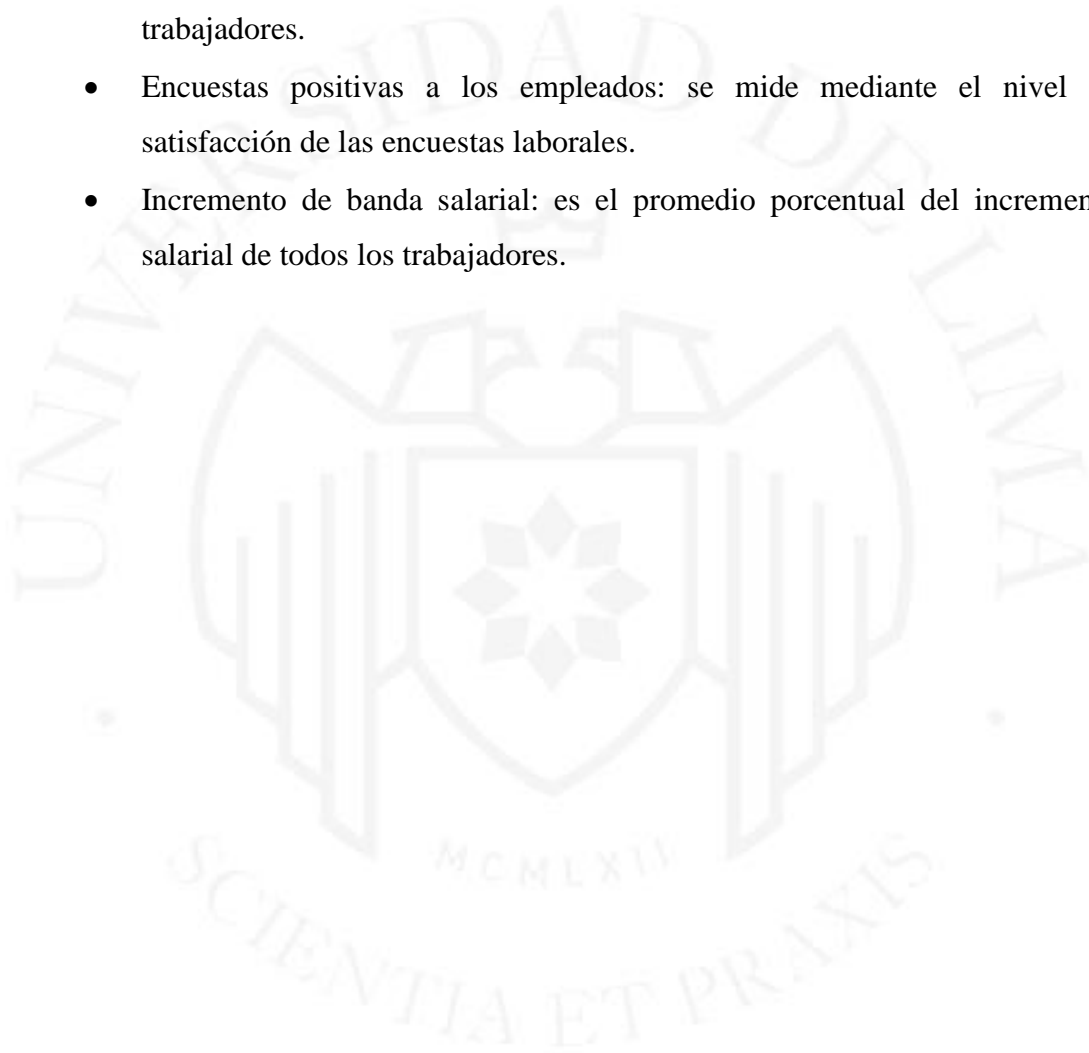 trabajadores.
• Encuestas positivas a los empleados: se mide mediante el nivel
satisfacción de las encuestas laborales.
• Incremento de banda salarial: es el promedio porcentual del incremen
salarial de todos los trabajadores.
UNIVERSIDAD DE LIMA
MCMLXII
SCIENTIA ET PRAXIS